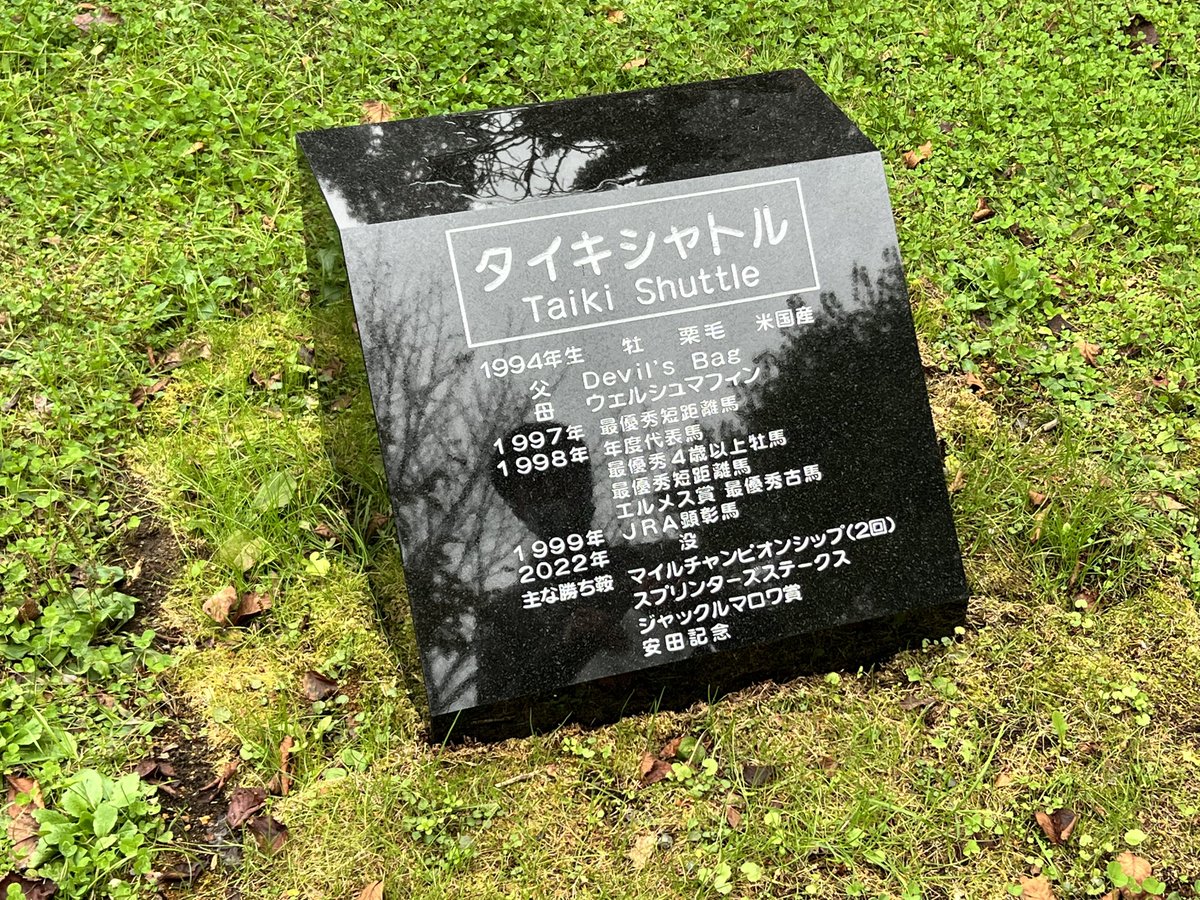 タイキシャトル
Taiki Shuttle
1994年生 牡 栗毛 米国産
父 Devil's Bag
母 ウェルシュマフィン
1997年 最優秀短距離馬
1998年 年度代表馬
最優秀4歳以上牡馬
最優秀短距離馬
エルメス賞 最優秀古馬
1999年 JRA顕彰馬
2022年 没
主な勝ち鞍 マイルチャンピオンシップ(2回)
スプリンターズステークス
ジャックルマロワ賞
安田記念